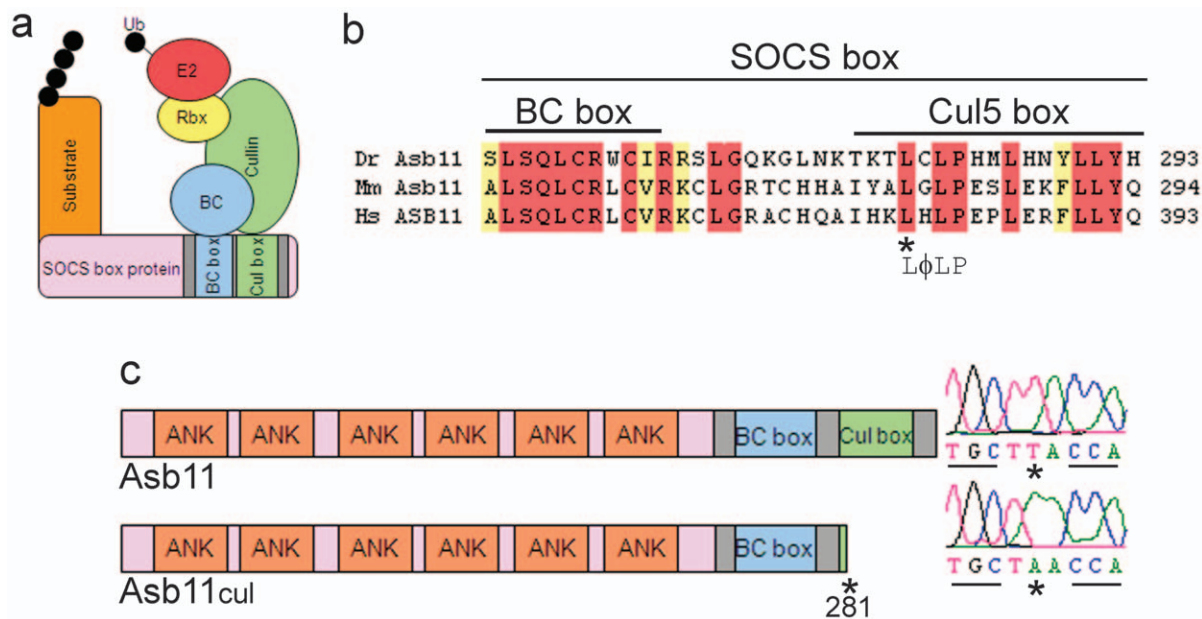 a
Ub
E2
Rbx
Cullin
Substrate
BC
SOCS box protein
BC box
Cul box
b
SOCS box
BC box Cul5 box
Dr Asb11 SLSQLCRWCIRRSLGQKGLNKTKTLCLPHMLHNYLLYH 293
Mm Asb11 ALSQLCRLCVRKCLGRTCHHAIYALGLPESLEKFLLYQ 294
Hs ASB11 ALSQLCRLCVRKCLGRACHQAIHKLHLPEPLERFLLYQ 393
*
LϕLP
c
ANK ANK ANK ANK ANK ANK BC box Cul box
Asb11
TGCTTACCA
*
ANK ANK ANK ANK ANK ANK BC box
Asb11cul
*
281
TGCTAACCA
*